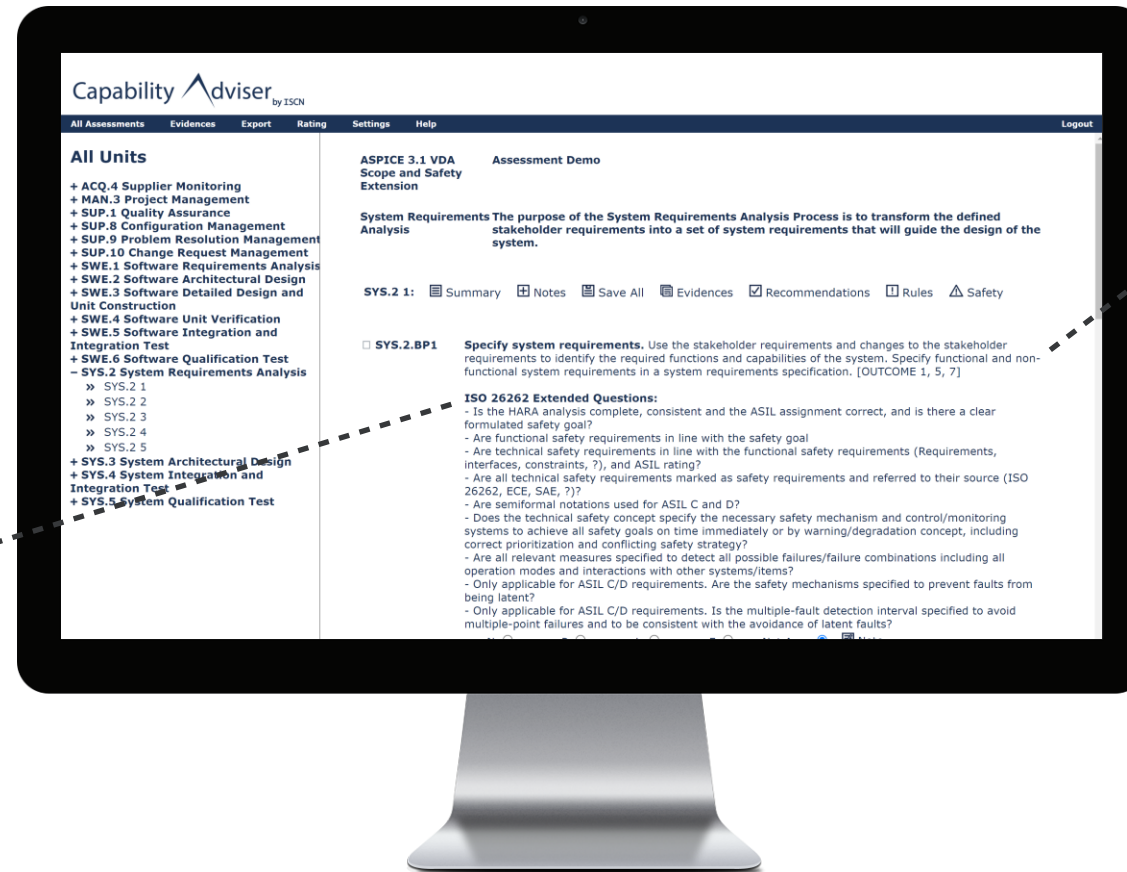 Capability Adviser by ISCN
All Assessments Evidences Export Rating Settings Help Logout
All Units
+ ACQ.4 Supplier Monitoring
+ MAN.3 Project Management
+ SUP.1 Quality Assurance
+ SUP.8 Configuration Management
+ SUP.9 Problem Resolution Management
+ SUP.10 Change Request Management
+ SWE.1 Software Requirements Analysis
+ SWE.2 Software Architectural Design
+ SWE.3 Software Detailed Design and
Unit Construction
+ SWE.4 Software Unit Verification
+ SWE.5 Software Integration and
Integration Test
+ SWE.6 Software Qualification Test
– SYS.2 System Requirements Analysis
» SYS.2 1
» SYS.2 2
» SYS.2 3
» SYS.2 4
» SYS.2 5
+ SYS.3 System Architectural Design
+ SYS.4 System Integration and
Integration Test
+ SYS.5 System Qualification Test
ASPICE 3.1 VDA Assessment Demo
Scope and Safety
Extension
System Requirements The purpose of the System Requirements Analysis Process is to transform the defined
Analysis stakeholder requirements into a set of system requirements that will guide the design of the
system.
SYS.2 1: Summary Notes Save All Evidences Recommendations Rules Safety
SYS.2.BP1 Specify system requirements. Use the stakeholder requirements and changes to the stakeholder
requirements to identify the required functions and capabilities of the system. Specify functional and non-
functional system requirements in a system requirements specification. [OUTCOME 1, 5, 7]
ISO 26262 Extended Questions:
- Is the HARA analysis complete, consistent and the ASIL assignment correct, and is there a clear
formulated safety goal?
- Are functional safety requirements in line with the safety goal
- Are technical safety requirements in line with the functional safety requirements (Requirements,
interfaces, constraints, ?), and ASIL rating?
- Are all technical safety requirements marked as safety requirements and referred to their source (ISO
26262, ECE, SAE, ?)?
- Are semiformal notations used for ASIL C and D?
- Does the technical safety concept specify the necessary safety mechanism and control/monitoring
systems to achieve all safety goals on time immediately or by warning/degradation concept, including
correct prioritization and conflicting safety strategy?
- Are all relevant measures specified to detect all possible failures/failure combinations including all
operation modes and interactions with other systems/items?
- Only applicable for ASIL C/D requirements. Are the safety mechanisms specified to prevent faults from
being latent?
- Only applicable for ASIL C/D requirements. Is the multiple-fault detection interval specified to avoid
multiple-point failures and to be consistent with the avoidance of latent faults?